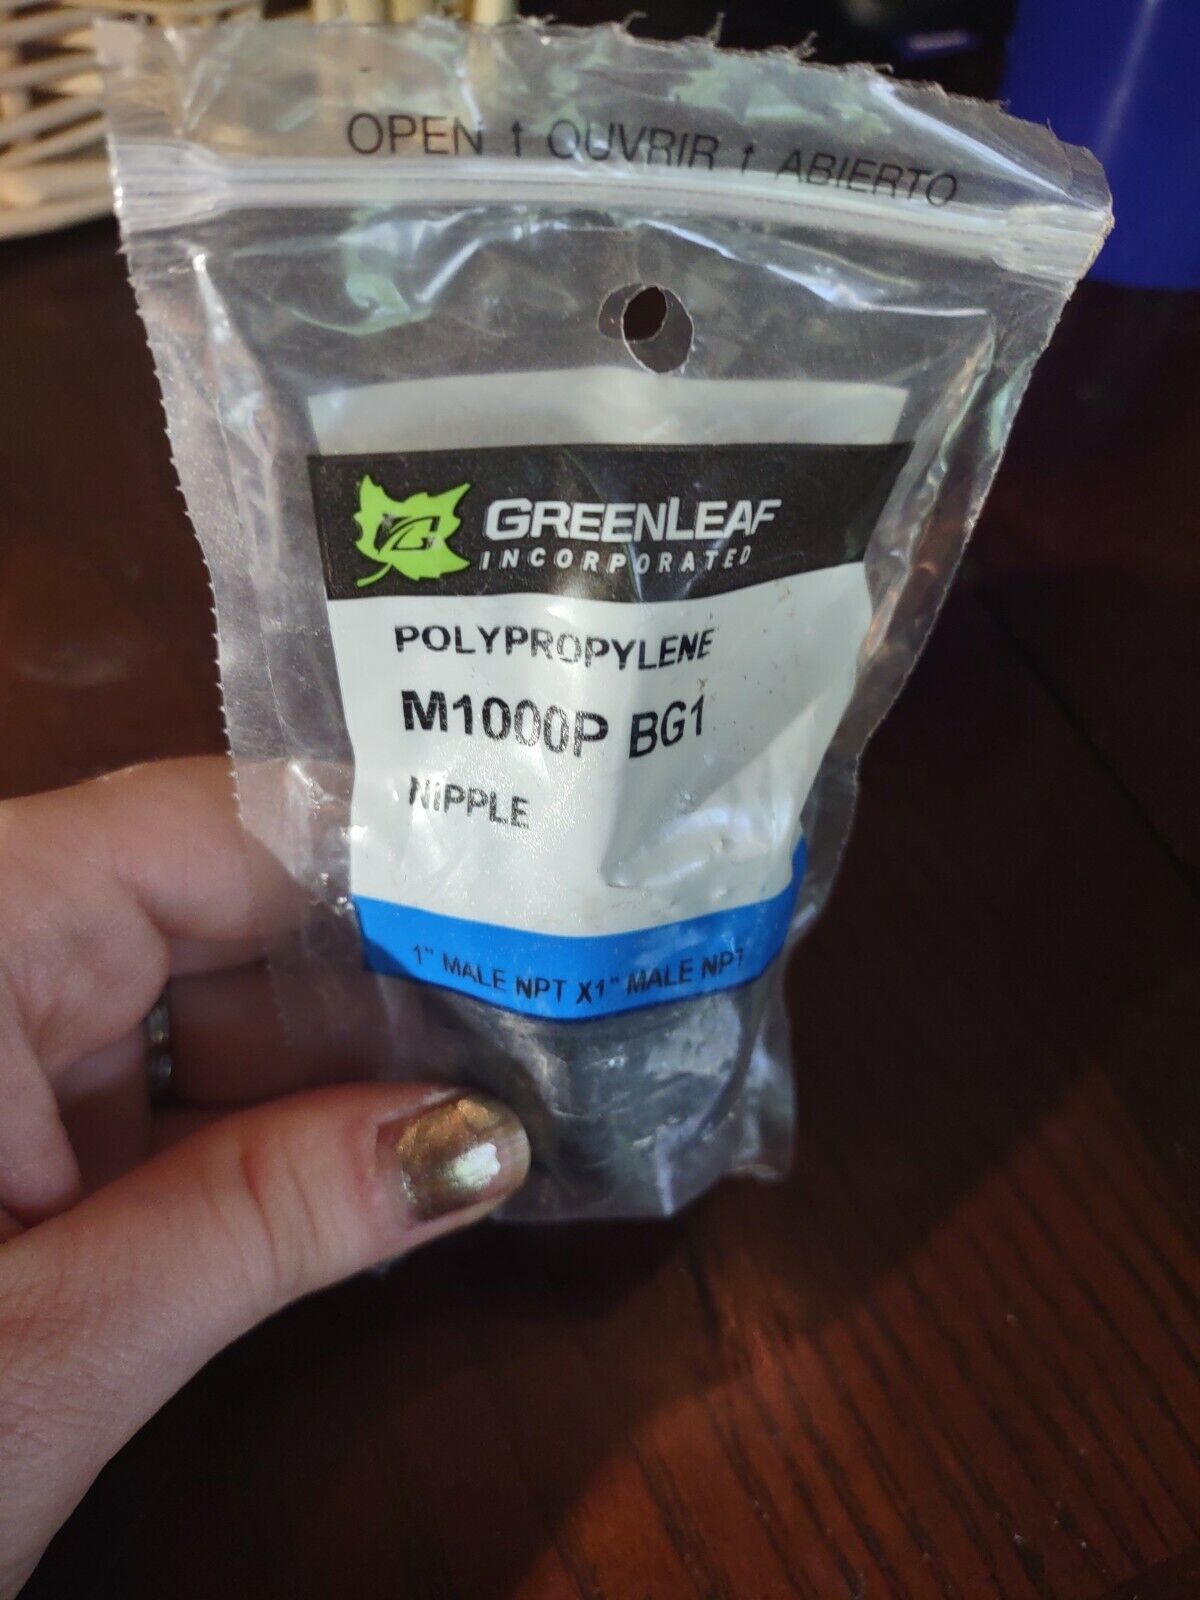 OPEN ↑ OUVRIR ↑ ABIERTO
GREENLEAF
INCORPORATED
POLYPROPYLENE
M1000P BG1
NIPPLE
1" MALE NPT X1" MALE NPT